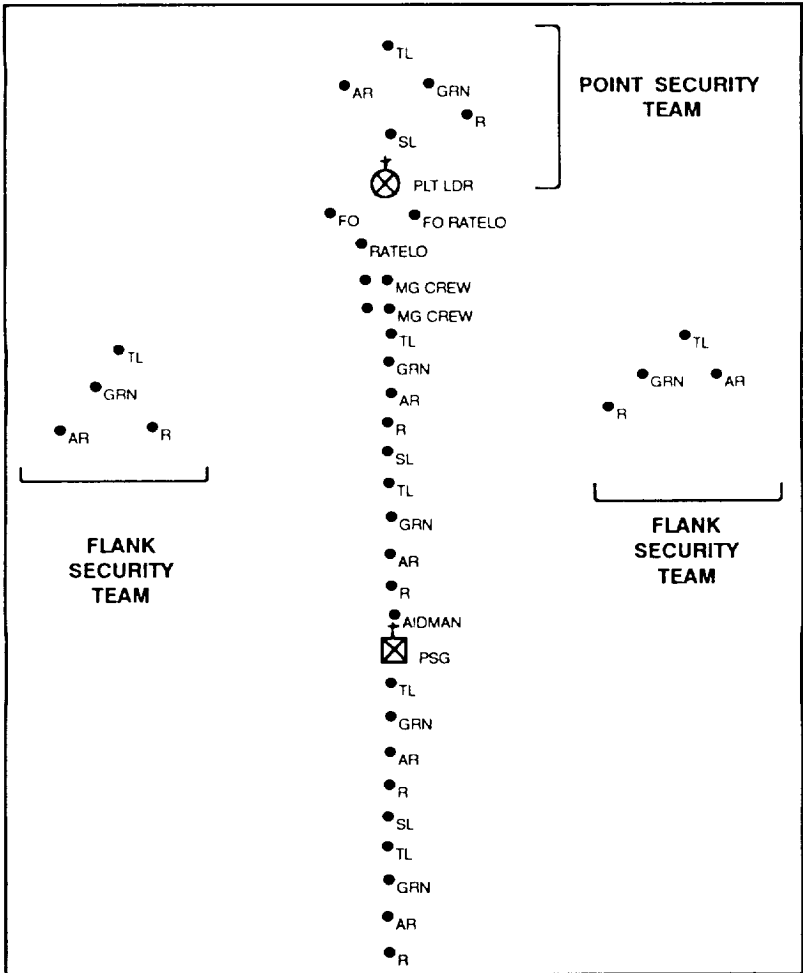 TL
AR
GRN
R
SL
POINT SECURITY
TEAM
PLT LDR
FO
FO RATELO
RATELO
MG CREW
MG CREW
TL
GRN
AR
R
SL
TL
GRN
AR
R
AIDMAN
PSG
TL
GRN
AR
R
SL
TL
GRN
AR
R
TL
GRN
AR
R
FLANK
SECURITY
TEAM
TL
GRN
AR
R
FLANK
SECURITY
TEAM